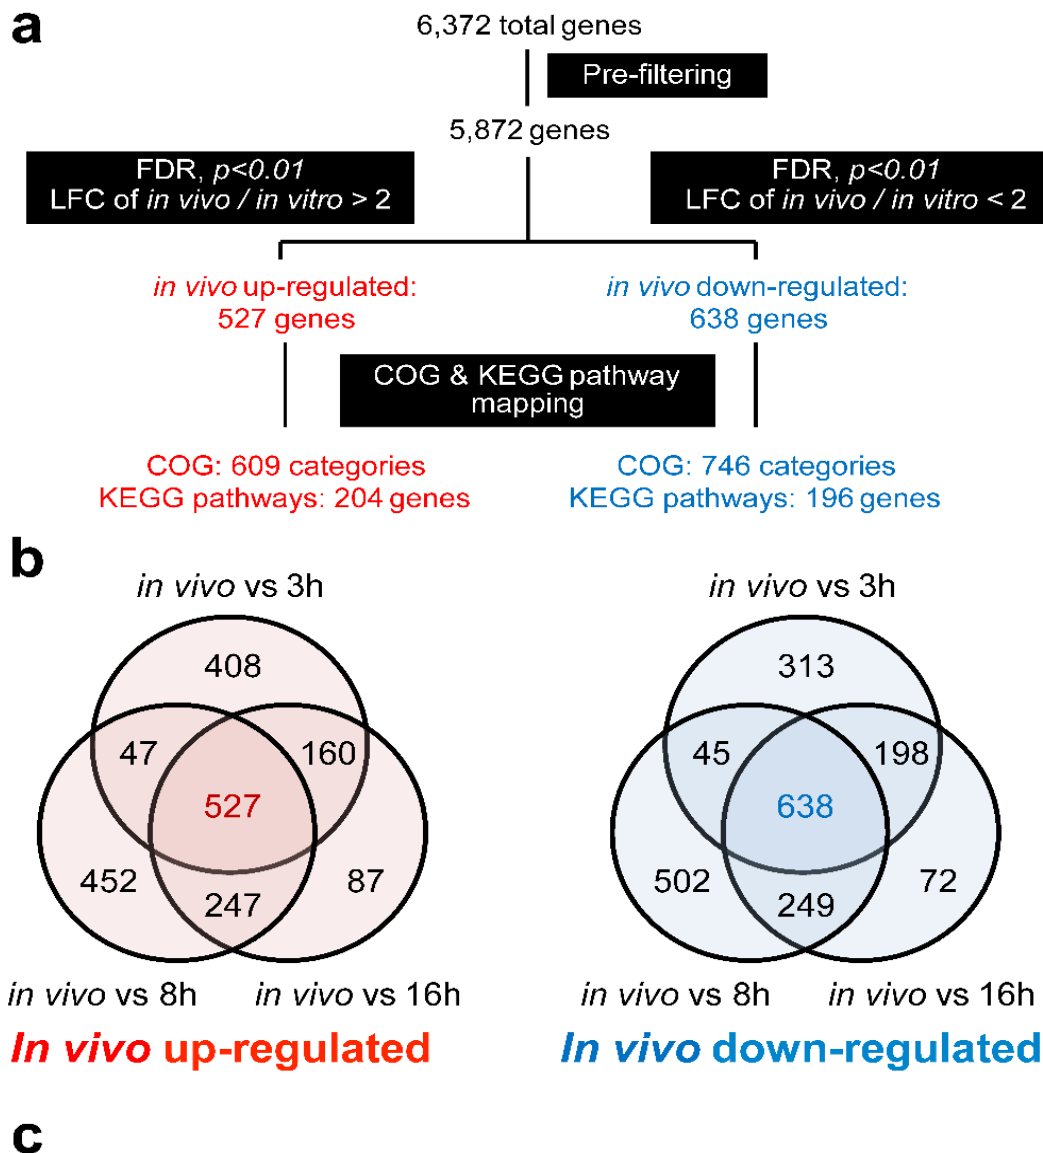 a
6,372 total genes
Pre-filtering
5,872 genes
FDR, p<0.01
LFC of in vivo / in vitro > 2
FDR, p<0.01
LFC of in vivo / in vitro < 2
in vivo up-regulated:
527 genes
in vivo down-regulated:
638 genes
COG & KEGG pathway
mapping
COG: 609 categories
KEGG pathways: 204 genes
COG: 746 categories
KEGG pathways: 196 genes
b
in vivo vs 3h
408
47
160
527
452
247
87
in vivo vs 8h
in vivo vs 16h
In vivo up-regulated
in vivo vs 3h
313
45
198
638
502
249
72
in vivo vs 8h
in vivo vs 16h
In vivo down-regulated
c